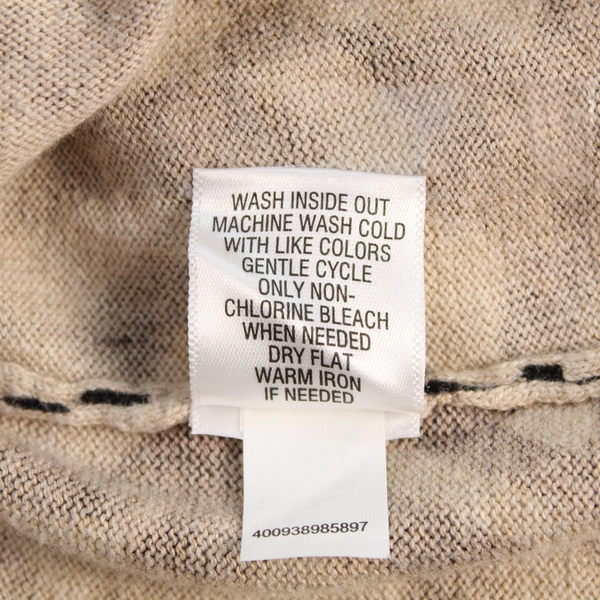 WASH INSIDE OUT
MACHINE WASH COLD
WITH LIKE COLORS
GENTLE CYCLE
ONLY NON-
CHLORINE BLEACH
WHEN NEEDED
DRY FLAT
WARM IRON
IF NEEDED
400938985897